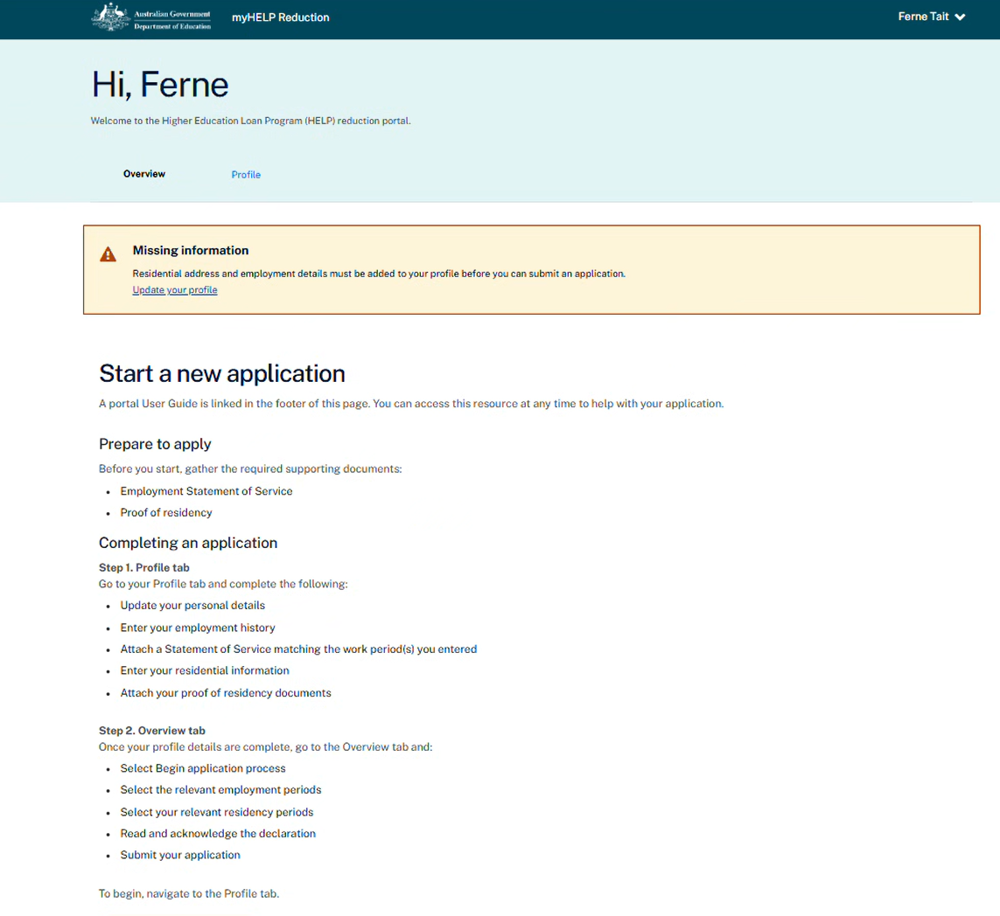 Australian Government
Department of Education
myHELP Reduction
Ferne Tait
Hi, Ferne
Welcome to the Higher Education Loan Program (HELP) reduction portal.
Overview
Profile
Missing information
Residential address and employment details must be added to your profile before you can submit an application.
Update your profile
Start a new application
A portal User Guide is linked in the footer of this page. You can access this resource at any time to help with your application.
Prepare to apply
Before you start, gather the required supporting documents:
• Employment Statement of Service
• Proof of residency
Completing an application
Step 1. Profile tab
Go to your Profile tab and complete the following:
• Update your personal details
• Enter your employment history
• Attach a Statement of Service matching the work period(s) you entered
• Enter your residential information
• Attach your proof of residency documents
Step 2. Overview tab
Once your profile details are complete, go to the Overview tab and:
• Select Begin application process
• Select the relevant employment periods
• Select your relevant residency periods
• Read and acknowledge the declaration
• Submit your application
To begin, navigate to the Profile tab.